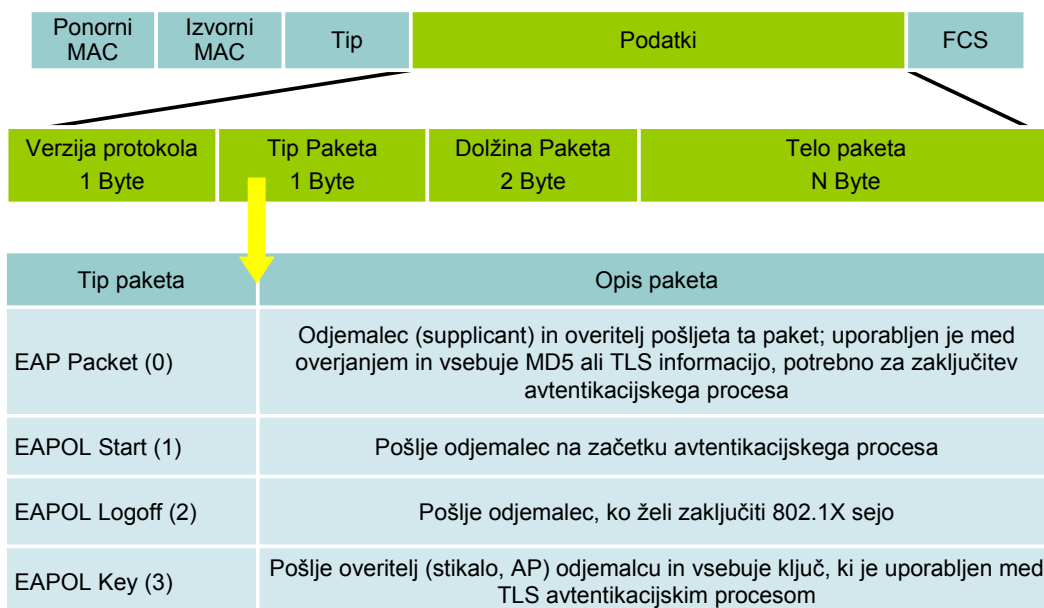 Ponorni
MAC
Izvorni
MAC
Tip
Podatki
FCS
Verzija protokola
1 Byte
Tip Paketa
1 Byte
Dolžina Paketa
2 Byte
Telo paketa
N Byte
Tip paketa
Opis paketa
EAP Packet (0)
Odjemalec (supplicant) in overitelj pošljeta ta paket; uporabljen je med
overjanjem in vsebuje MD5 ali TLS informacijo, potrebno za zaključitev
avtentikacijskega procesa
EAPOL Start (1)
Pošlje odjemalec na začetku avtentikacijskega procesa
EAPOL Logoff (2)
Pošlje odjemalec, ko želi zaključiti 802.1X sejo
EAPOL Key (3)
Pošlje overitelj (stikalo, AP) odjemalcu in vsebuje ključ, ki je uporabljen med
TLS avtentikacijskim procesom